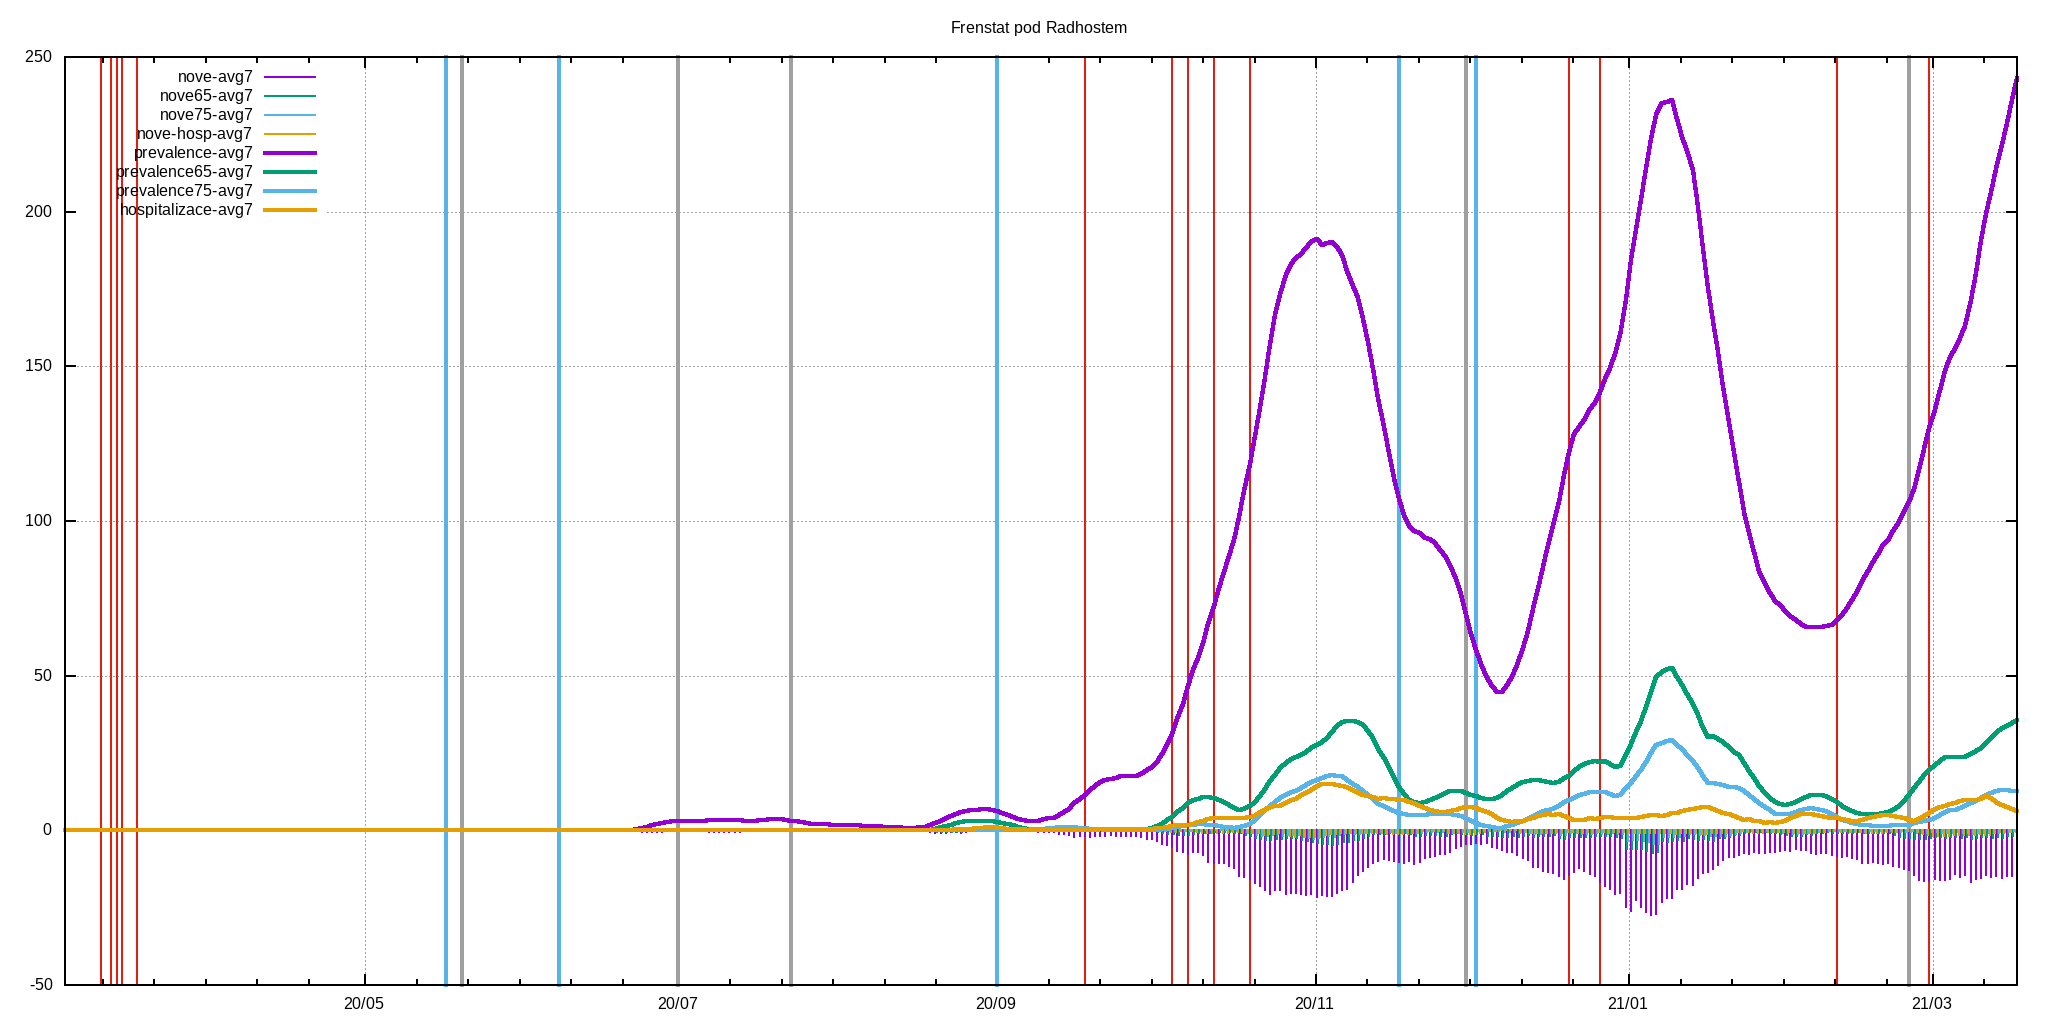 Frenstat pod Radhostem
250
200
150
100
50
0
-50
nove-avg7
nove65-avg7
nove75-avg7
nove-hosp-avg7
prevalence-avg7
prevalence65-avg7
prevalence75-avg7
hospitalizace-avg7
20/05
20/07
20/09
20/11
21/01
21/03